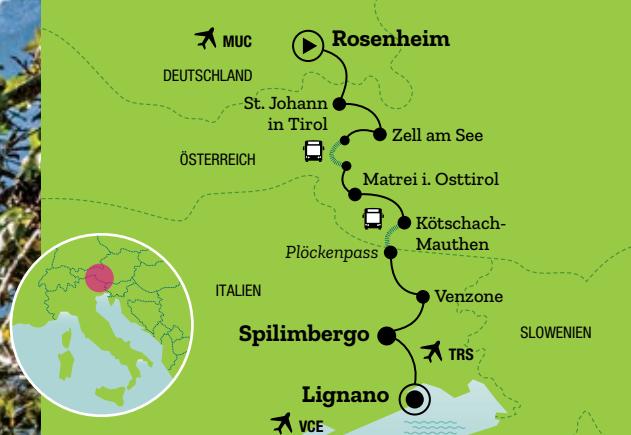 MUC
Rosenheim
DEUTSCHLAND
St. Johann
in Tirol
Zell am See
ÖSTERREICH
Matrei i. Osttirol
Kötschach-
Mauthen
Plöckenpass
ITALIEN
Venzone
Spilimbergo
SLOWENIEN
TRS
Lignano
VCE